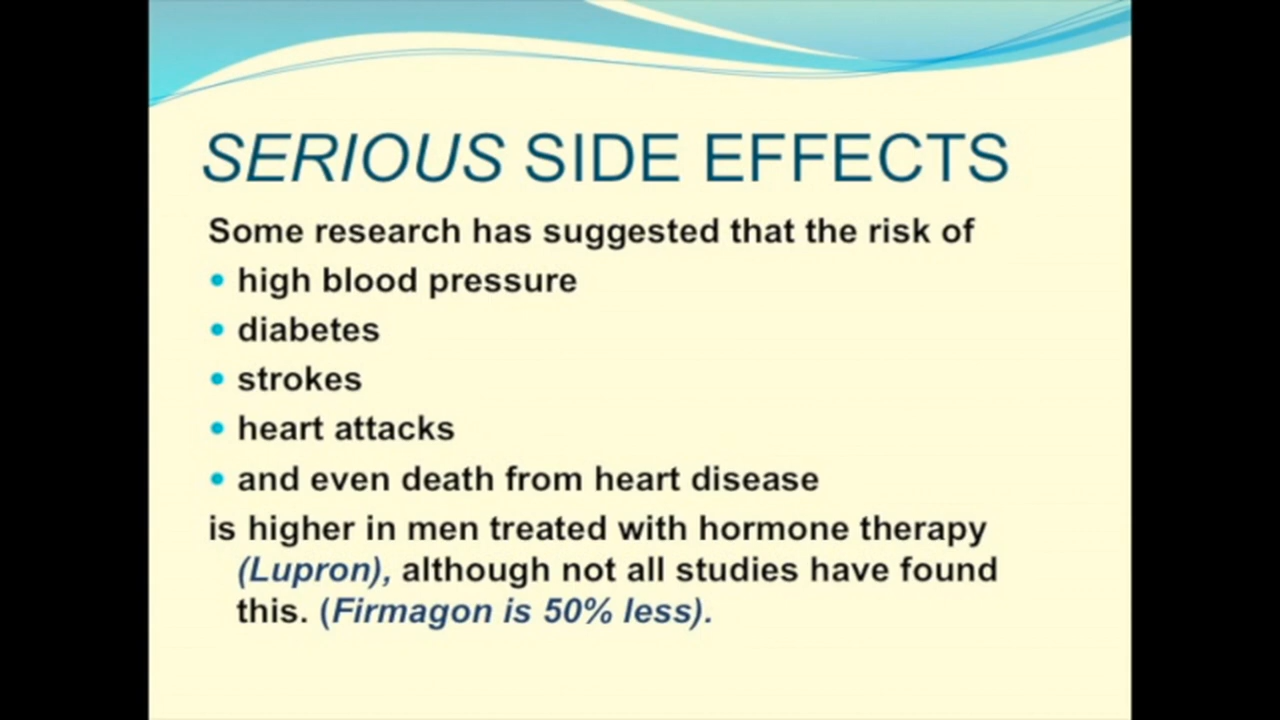 SERIOUS SIDE EFFECTS
Some research has suggested that the risk of
• high blood pressure
• diabetes
• strokes
• heart attacks
• and even death from heart disease
is higher in men treated with hormone therapy
(Lupron), although not all studies have found
this. (Firmagon is 50% less).